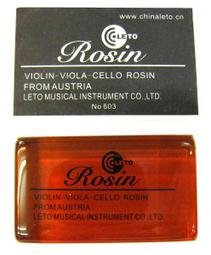 www.chinaleto.cn
LETO
Rosin
VIOLIN-VIOLA-CELLO ROSIN
FROM AUSTRIA
LETO MUSICAL INSTRUMENT CO.,LTD.
No 603
LETO
Rosin
VIOLIN-VIOLA-CELLO ROSIN
FROM AUSTRIA
LETO MUSICAL INSTRUMENT CO.,LTD.